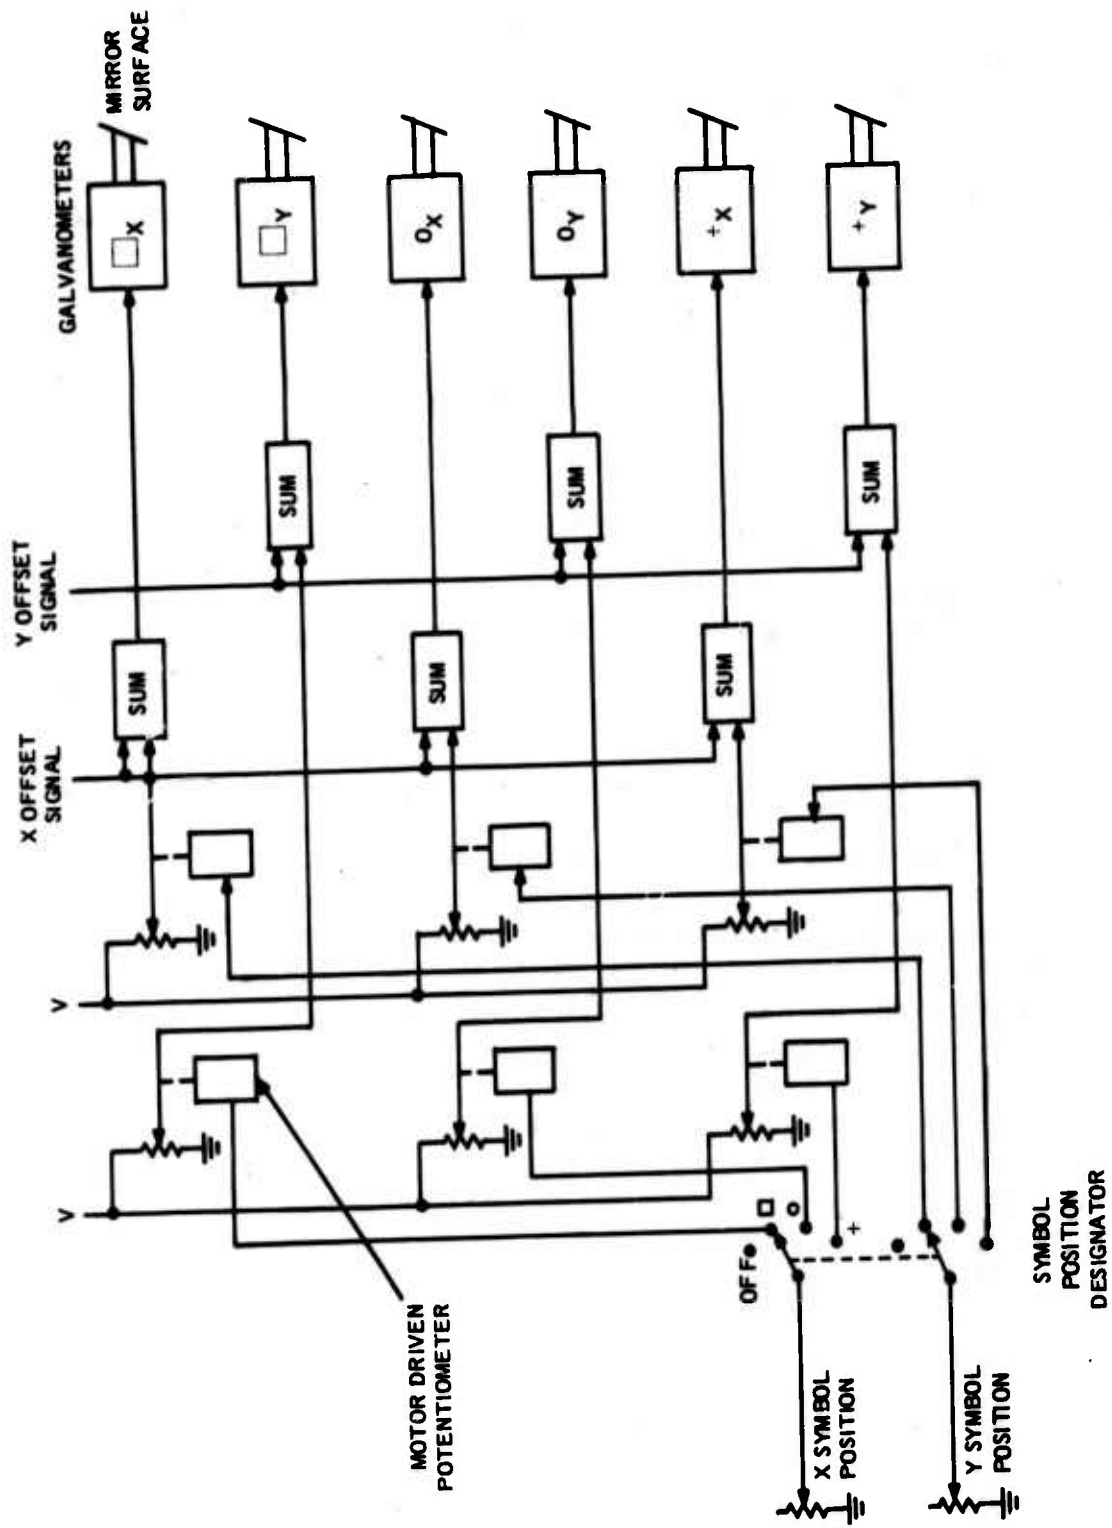 GALVANOMETERS
MIRROR
SURFACE
□X
□Y
OX
OY
+X
+Y
Y OFFSET
SIGNAL
X OFFSET
SIGNAL
SUM
SUM
SUM
SUM
SUM
SUM
V
V
MOTOR DRIVEN
POTENTIOMETER
OFF
□
O
+
X SYMBOL
POSITION
Y SYMBOL
POSITION
SYMBOL
POSITION
DESIGNATOR